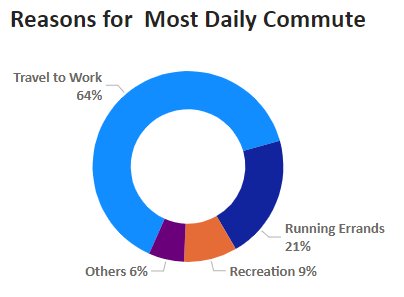 Reasons for  Most Daily Commute
Travel to Work
64%
Running Errands
21%
Others 6%
Recreation 9%